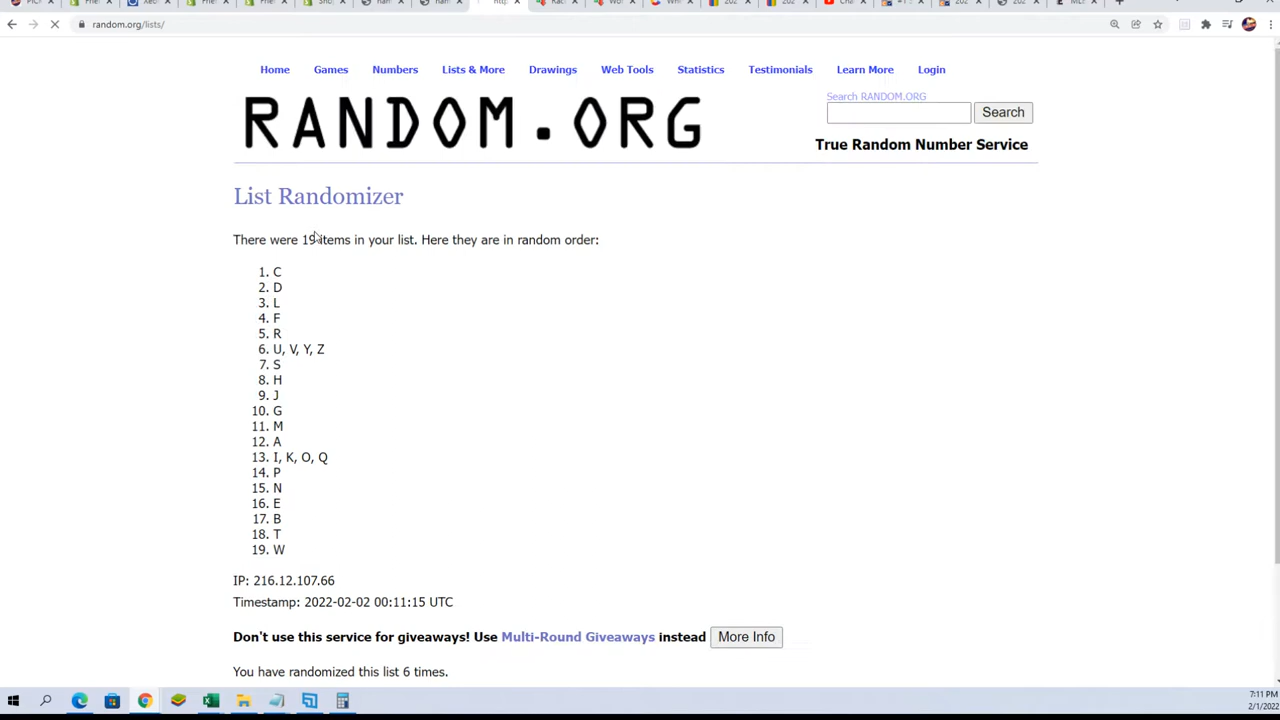 random.org/lists/
Home Games Numbers Lists & More Drawings Web Tools Statistics Testimonials Learn More Login
RANDOM.ORG
Search RANDOM.ORG
Search
True Random Number Service
List Randomizer
There were 19 items in your list. Here they are in random order:
1. C
2. D
3. L
4. F
5. R
6. U, V, Y, Z
7. S
8. H
9. J
10. G
11. M
12. A
13. I, K, O, Q
14. P
15. N
16. E
17. B
18. T
19. W
IP: 216.12.107.66
Timestamp: 2022-02-02 00:11:15 UTC
Don't use this service for giveaways! Use Multi-Round Giveaways instead More Info
You have randomized this list 6 times.
7:11 PM
2/1/2022